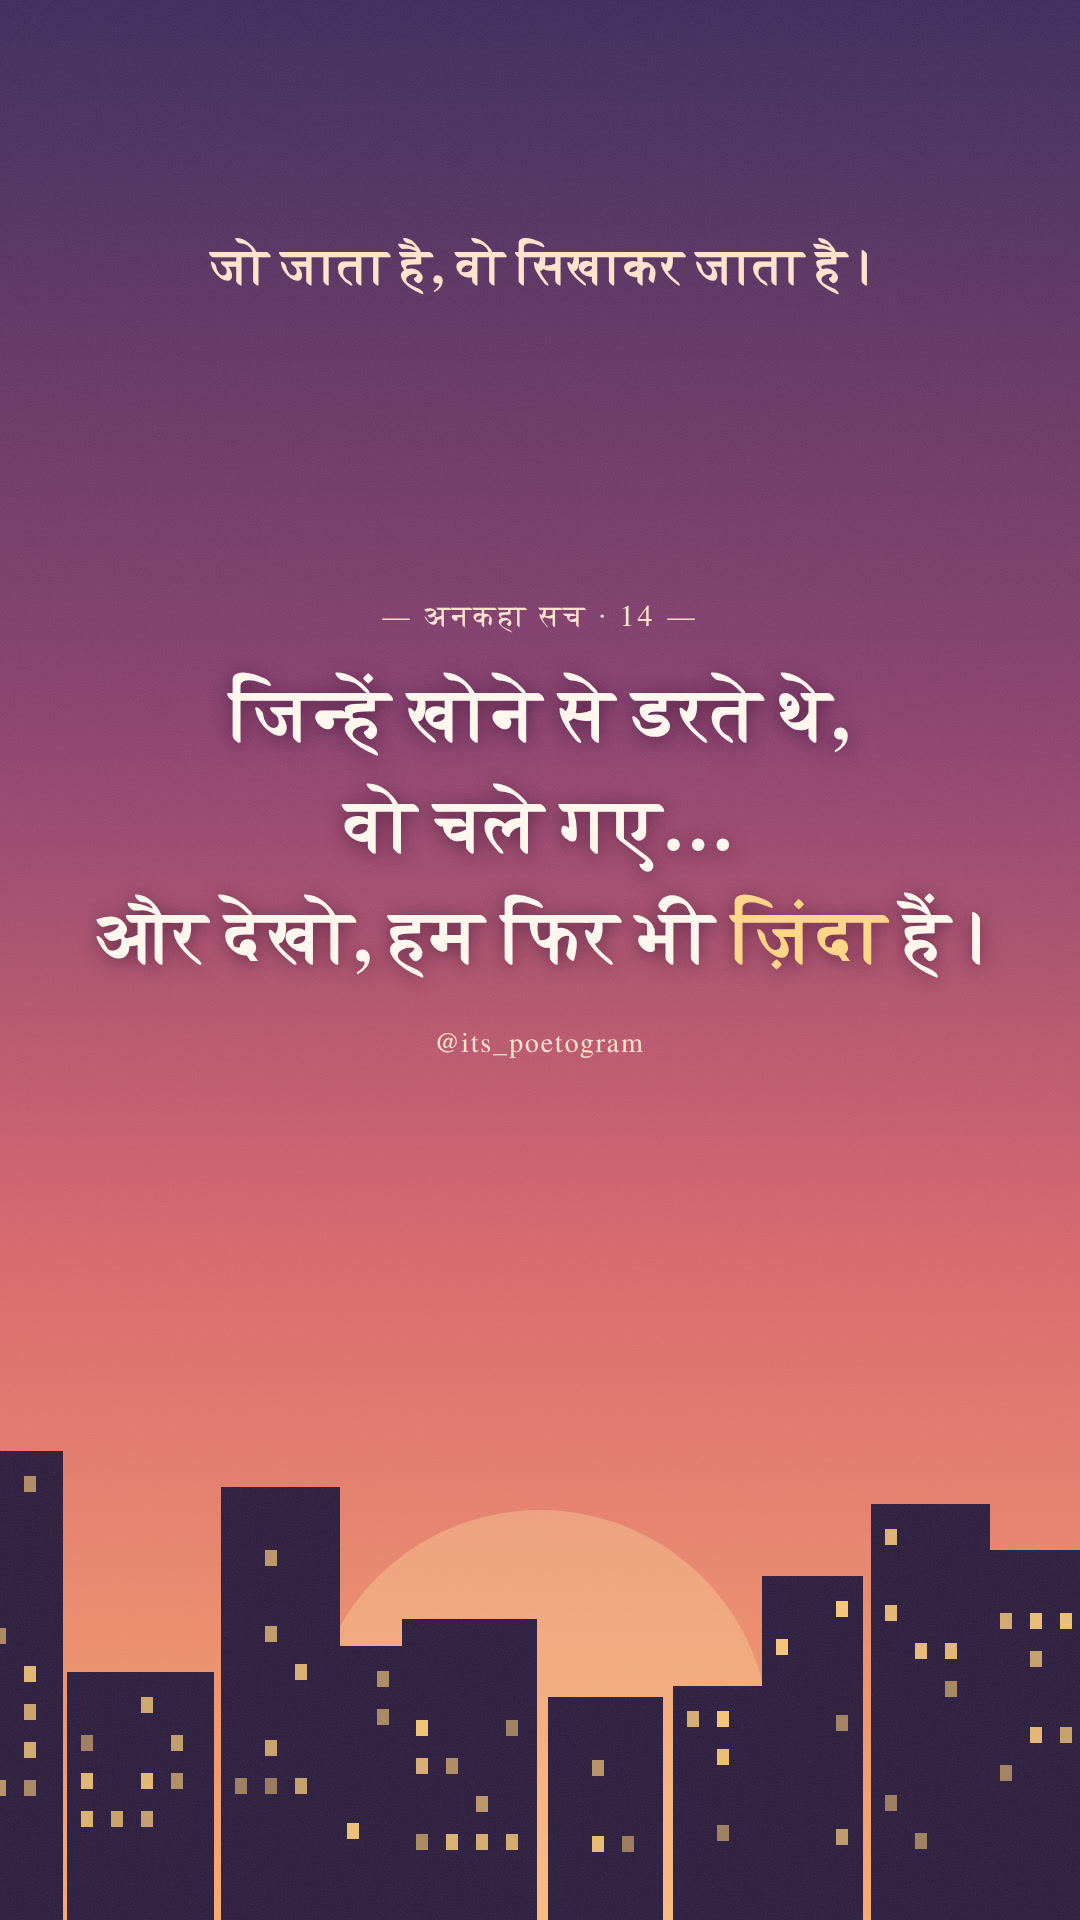 जो जाता है, वो सिखाकर जाता है।
— अनकहा सच · 14 —
जिन्हें खोने से डरते थे,
वो चले गए...
और देखो, हम फिर भी ज़िंदा हैं।
@its_poetogram